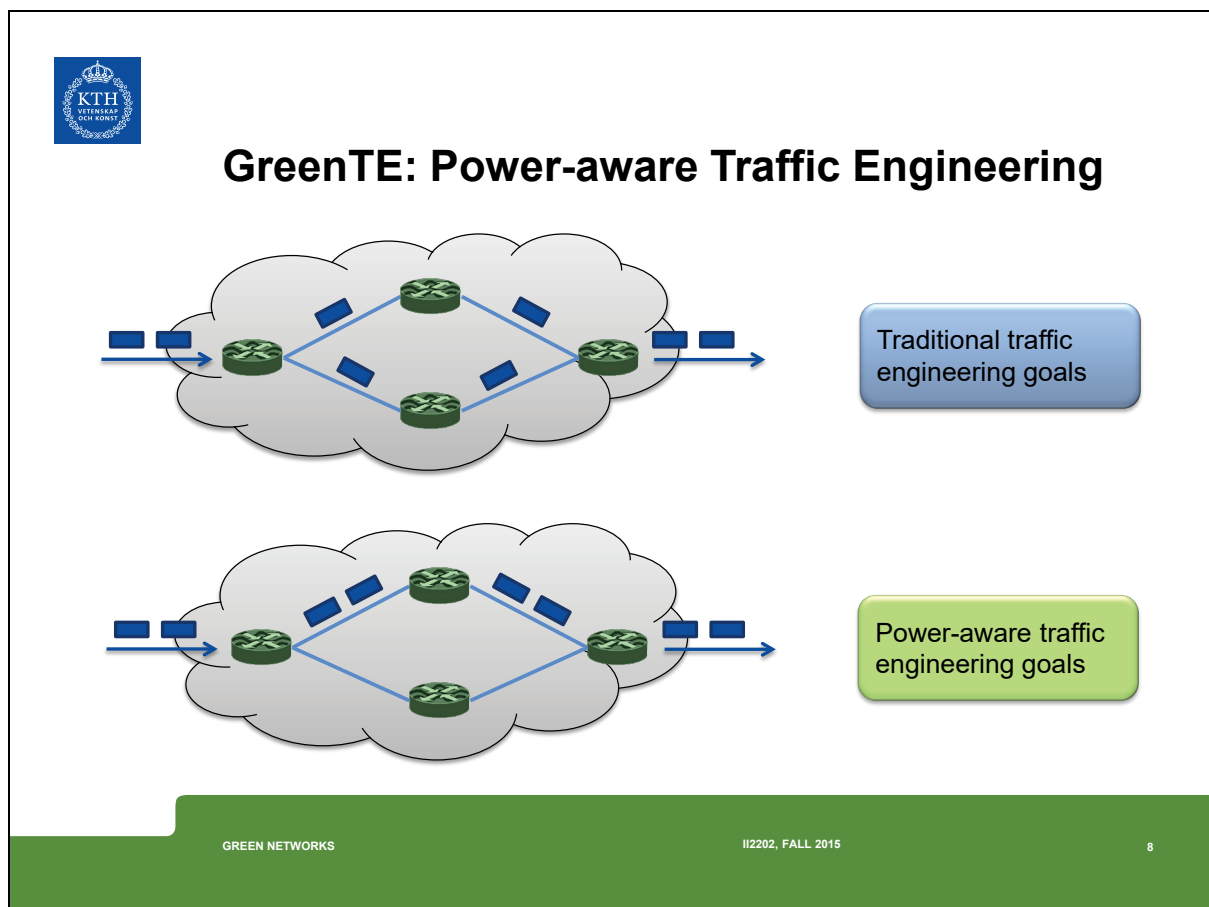 KTH
VETENSKAP
OCH KONST
GreenTE: Power-aware Traffic Engineering
Traditional traffic
engineering goals
Power-aware traffic
engineering goals
GREEN NETWORKS
II2202, FALL 2015
8